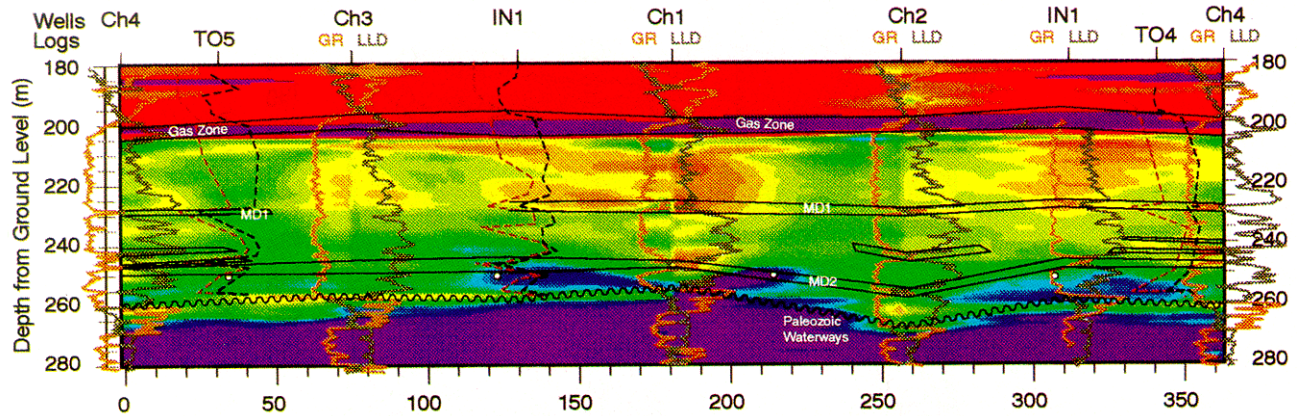 Wells Ch4 Ch3 IN1 Ch1 Ch2 IN1 Ch4
Logs TO5 GR LLD GR LLD GR LLD GR LLD TO4 GR LLD
180 180
200 Gas Zone Gas Zone 200
220 220
MD1 MD1
240 240
MD2
260 260
Paleozoic
Waterways
280 280
0 50 100 150 200 250 300 350
Depth from Ground Level (m)